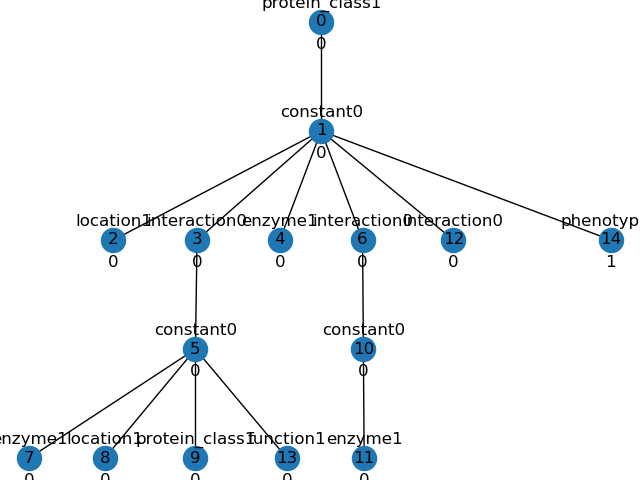 protein_class1
0
0
constant0
1
0
location1 interaction0 enzyme1 interaction0 interaction0 phenotyp
2 3 4 6 12 14
0 0 0 0 0 1
constant0 constant0
5 10
0 0
enzyme1 location1 protein_class1 function1 enzyme1
7 8 9 13 11
0 0 0 0 0